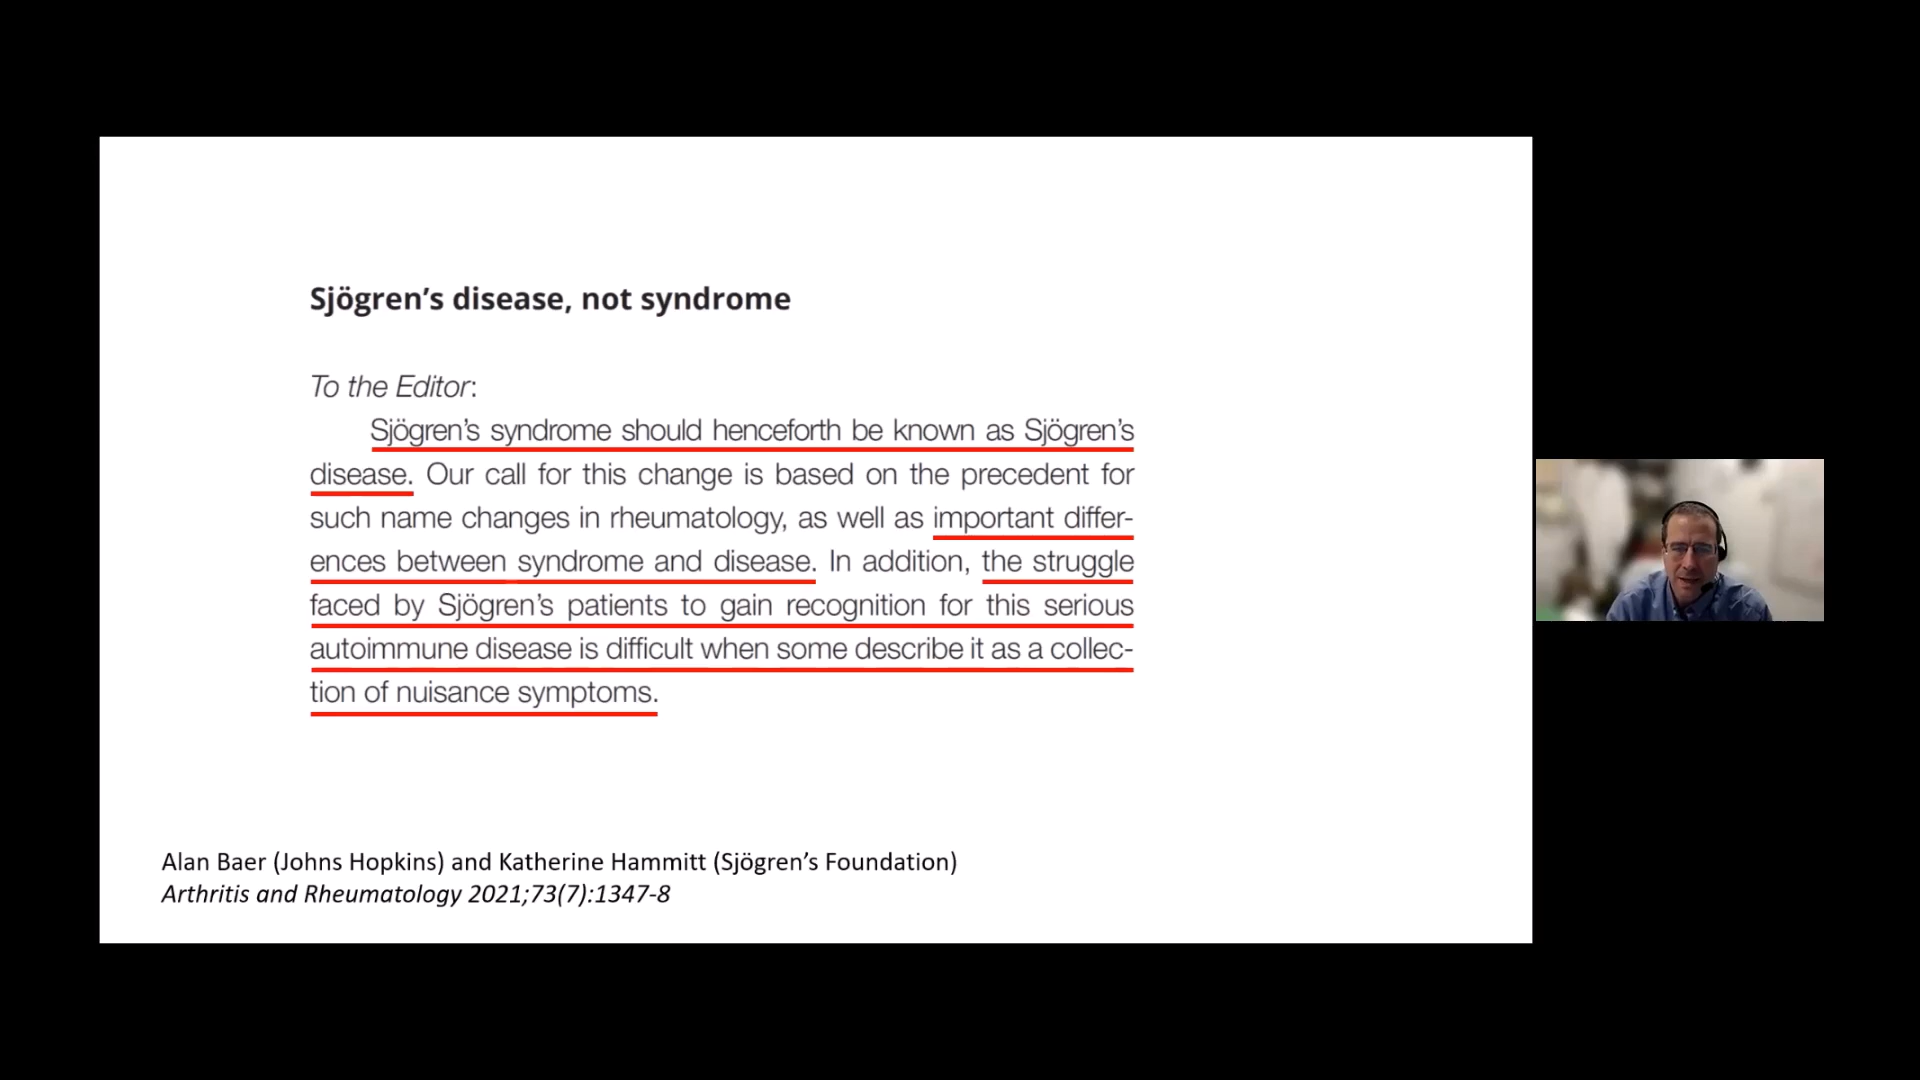 Sjögren’s disease, not syndrome
To the Editor:
Sjögren’s syndrome should henceforth be known as Sjögren’s
disease. Our call for this change is based on the precedent for
such name changes in rheumatology, as well as important differ-
ences between syndrome and disease. In addition, the struggle
faced by Sjögren’s patients to gain recognition for this serious
autoimmune disease is difficult when some describe it as a collec-
tion of nuisance symptoms.
Alan Baer (Johns Hopkins) and Katherine Hammitt (Sjögren’s Foundation)
Arthritis and Rheumatology 2021;73(7):1347-8